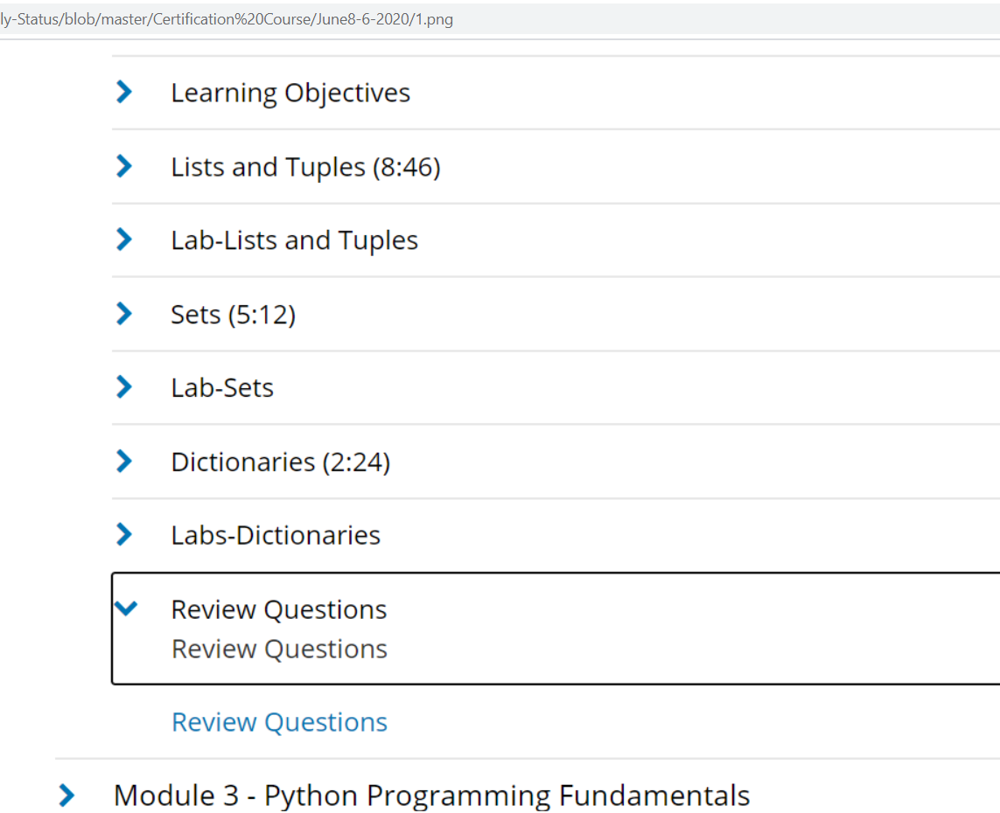 ly-Status/blob/master/Certification%20Course/June8-6-2020/1.png
Learning Objectives
Lists and Tuples (8:46)
Lab-Lists and Tuples
Sets (5:12)
Lab-Sets
Dictionaries (2:24)
Labs-Dictionaries
Review Questions
Review Questions
Review Questions
Module 3 - Python Programming Fundamentals